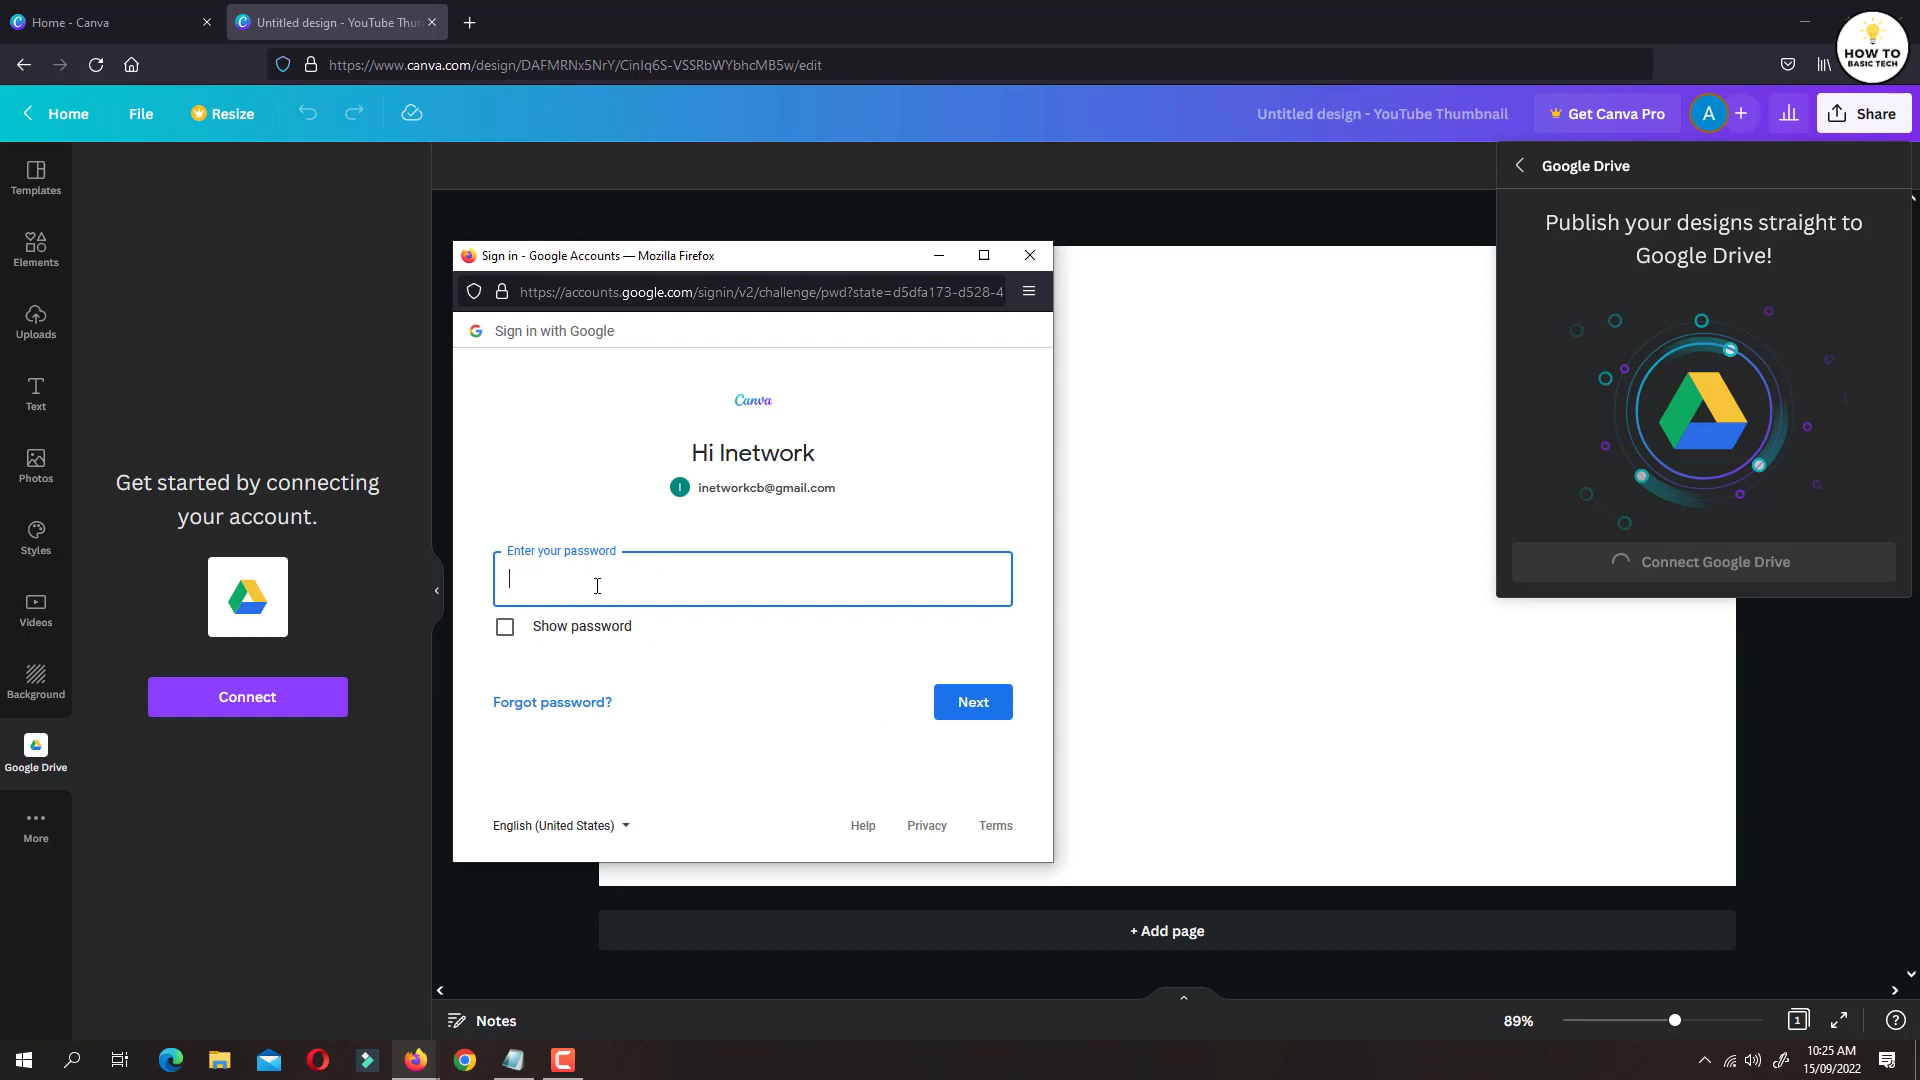 Home - Canva
Untitled design - YouTube Thun
HOW TO
BASIC TECH
https://www.canva.com/design/DAFMRNx5NrY/CinIq6S-VSSRbWYbhcMB5w/edit
Home
File
Resize
Untitled design - YouTube Thumbnail
Get Canva Pro
A
Share
Templates
Elements
Uploads
Text
Photos
Styles
Videos
Background
Google Drive
More
Get started by connecting
your account.
Connect
Sign in - Google Accounts — Mozilla Firefox
https://accounts.google.com/signin/v2/challenge/pwd?state=d5dfa173-d528-4
Sign in with Google
Canva
Hi Inetwork
I
inetworkcb@gmail.com
Enter your password
Show password
Forgot password?
Next
English (United States)
Help
Privacy
Terms
Google Drive
Publish your designs straight to
Google Drive!
Connect Google Drive
+ Add page
Notes
89%
1
10:25 AM
15/09/2022